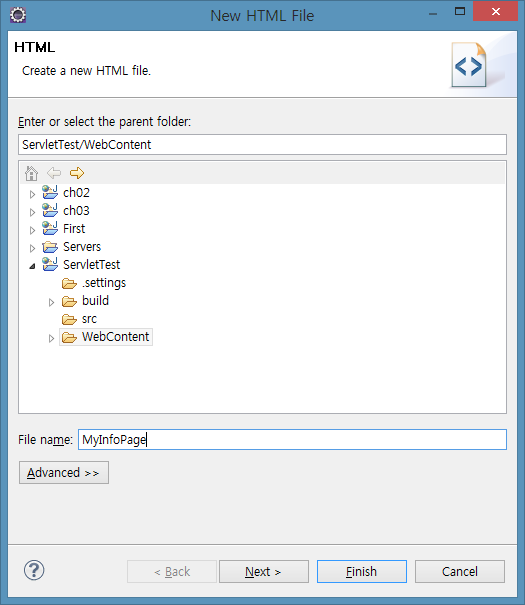 New HTML File
HTML
Create a new HTML file.
Enter or select the parent folder:
ServletTest/WebContent
ch02
ch03
First
Servers
ServletTest
.settings
build
src
WebContent
File name: MyInfoPage
Advanced >>
< Back Next > Finish Cancel